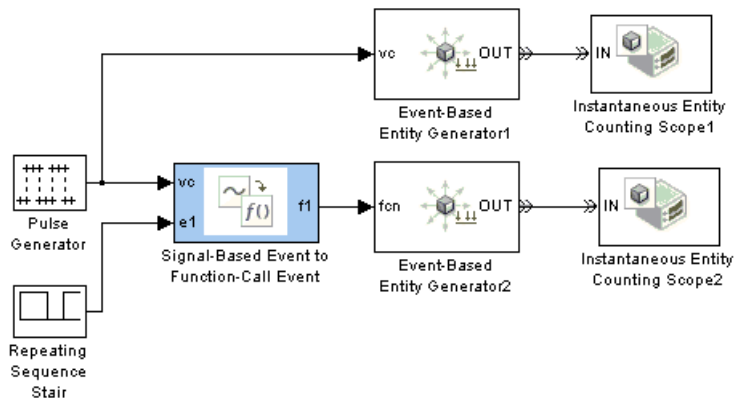 vc
OUT
IN
Event-Based
Entity Generator1
Instantaneous Entity
Counting Scope1
Pulse
Generator
vc
e1
f()
f1
Signal-Based Event to
Function-Call Event
fcn
OUT
IN
Event-Based
Entity Generator2
Instantaneous Entity
Counting Scope2
Repeating
Sequence
Stair